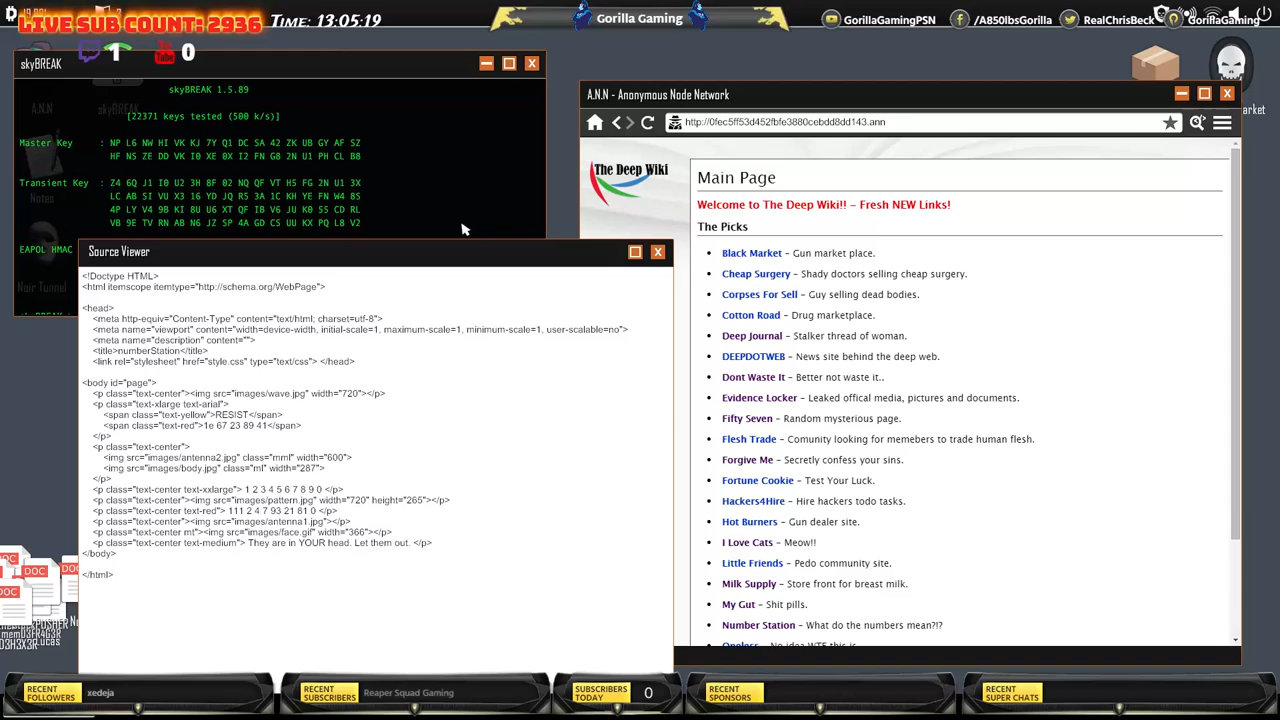 LIVE SUB COUNT: 2936
TIME: 13:05:19
Gorilla Gaming
GorillaGamingPSN
/A850lbsGorilla
RealChrisBeck
GorillaGaming
1
0
skyBREAK
skyBREAK 1.5.89
[22371 keys tested (500 k/s)]
Master Key : NP L6 NW HI VK KJ 7Y Q1 DC SA 42 ZK UB GY AF SZ
HF NS ZE DD VK I0 XE 0X I2 FN G8 2N U1 PH CL B8
Transient Key : Z4 6Q J1 I0 U2 3H 8F 02 NQ QF VT H5 FG 2N U1 3X
LC AB SI VU X3 16 YD JQ R5 3A 1C KH YE FN W4 8S
4P LY V4 9B KI 8U U6 XT QF IB V6 JU K0 55 CD RL
VB 9E TV RN AB N6 JZ SP 4A GD CS UU KX PQ L8 V2
EAPOL HMAC
A.N.N
skyBREAK
Notes
Noir Tunnel
A.N.N - Anonymous Node Network
http://0fec5ff53d452fbfe3880cebdd8dd143.ann
The Deep Wiki
Main Page
Welcome to The Deep Wiki!! – Fresh NEW Links!
The Picks
Black Market – Gun market place.
Cheap Surgery – Shady doctors selling cheap surgery.
Corpses For Sell – Guy selling dead bodies.
Cotton Road – Drug marketplace.
Deep Journal – Stalker thread of woman.
DEEPDOTWEB – News site behind the deep web.
Dont Waste It – Better not waste it..
Evidence Locker – Leaked offical media, pictures and documents.
Fifty Seven – Random mysterious page.
Flesh Trade – Comunity looking for memebers to trade human flesh.
Forgive Me – Secretly confess your sins.
Fortune Cookie – Test Your Luck.
Hackers4Hire – Hire hackers todo tasks.
Hot Burners – Gun dealer site.
I Love Cats – Meow!!
Little Friends – Pedo community site.
Milk Supply – Store front for breast milk.
My Gut – Shit pills.
Number Station – What do the numbers mean?!?
Source Viewer
<!Doctype HTML>
<html itemscope itemtype="http://schema.org/WebPage">
<head>
<meta http-equiv="Content-Type" content="text/html; charset=utf-8">
<meta name="viewport" content="width=device-width, initial-scale=1, maximum-scale=1, minimum-scale=1, user-scalable=no">
<meta name="description" content="">
<title>numberStation</title>
<link rel="stylesheet" href="style.css" type="text/css"> </head>
<body id="page">
<p class="text-center"><img src="images/wave.jpg" width="720"></p>
<p class="text-xlarge text-arial">
<span class="text-yellow">RESIST</span>
<span class="text-red">1e 67 23 89 41</span>
</p>
<p class="text-center">
<img src="images/antenna2.jpg" class="mml" width="600">
<img src="images/body.jpg" class="ml" width="287">
</p>
<p class="text-center text-xxlarge"> 1 2 3 4 5 6 7 8 9 0 </p>
<p class="text-center"><img src="images/pattern.jpg" width="720" height="265"></p>
<p class="text-center text-red"> 111 2 4 7 93 21 81 0 </p>
<p class="text-center"><img src="images/antenna1.jpg"></p>
<p class="text-center mt"><img src="images/face.gif" width="366"></p>
<p class="text-center text-medium"> They are in YOUR head. Let them out. </p>
</body>
</html>
DOC
DOC
DOC
DOC
RECENT FOLLOWERS
xedeja
RECENT SUBSCRIBERS
Reaper Squad Gaming
SUBSCRIBERS TODAY
0
RECENT SPONSORS
RECENT SUPER CHATS